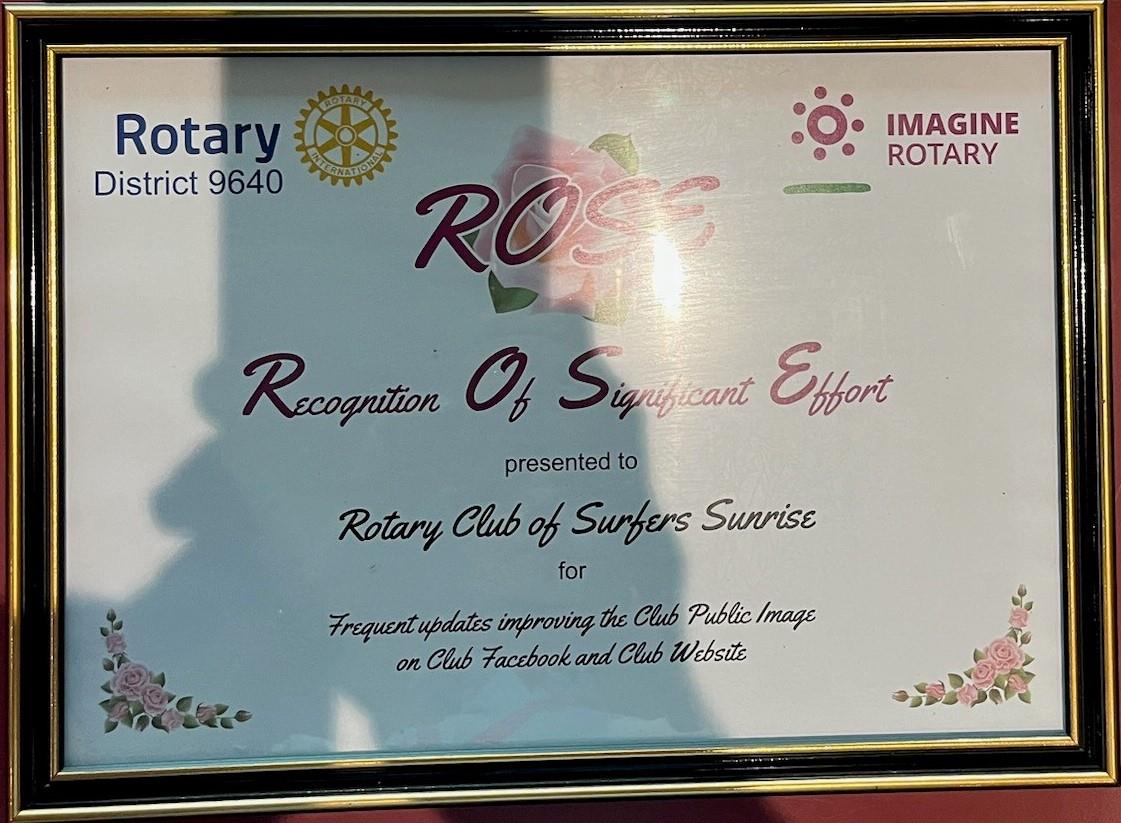 Rotary
District 9640
ROTARY
INTERNATIONAL
IMAGINE
ROTARY
ROSE
Recognition Of Significant Effort
presented to
Rotary Club of Surfers Sunrise
for
Frequent updates improving the Club Public Image
on Club Facebook and Club Website